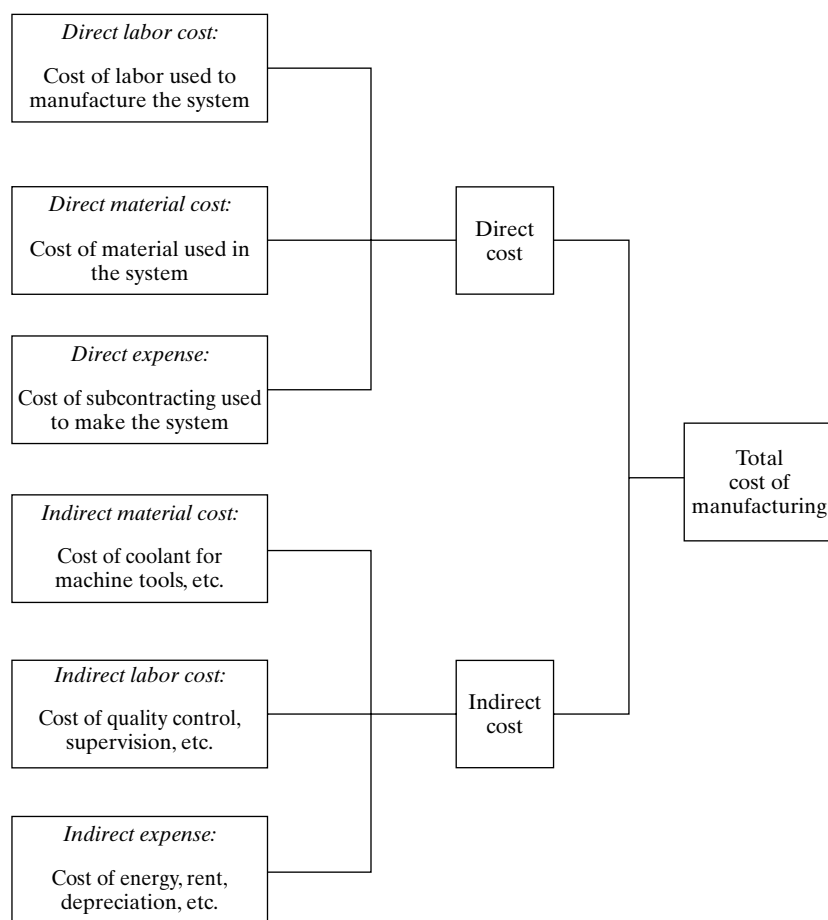 Direct labor cost:
Cost of labor used to
manufacture the system
Direct material cost:
Cost of material used in
the system
Direct expense:
Cost of subcontracting used
to make the system
Indirect material cost:
Cost of coolant for
machine tools, etc.
Indirect labor cost:
Cost of quality control,
supervision, etc.
Indirect expense:
Cost of energy, rent,
depreciation, etc.
Direct
cost
Indirect
cost
Total
cost of
manufacturing